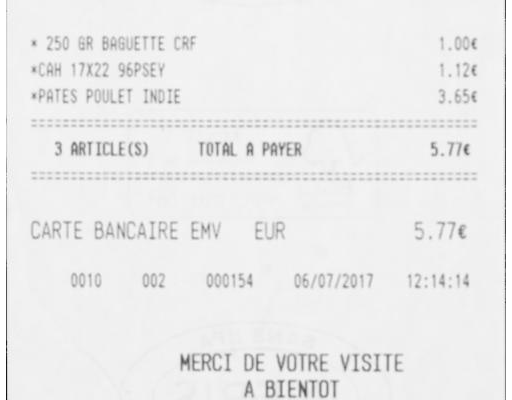 * 250 GR BAGUETTE CRF 1.00€
*CAH 17X22 96PSEY 1.12€
*PATES POULET INDIE 3.65€
3 ARTICLE(S) TOTAL A PAYER 5.77€
CARTE BANCAIRE EMV EUR 5.77€
0010 002 000154 06/07/2017 12:14:14
MERCI DE VOTRE VISITE
A BIENTOT